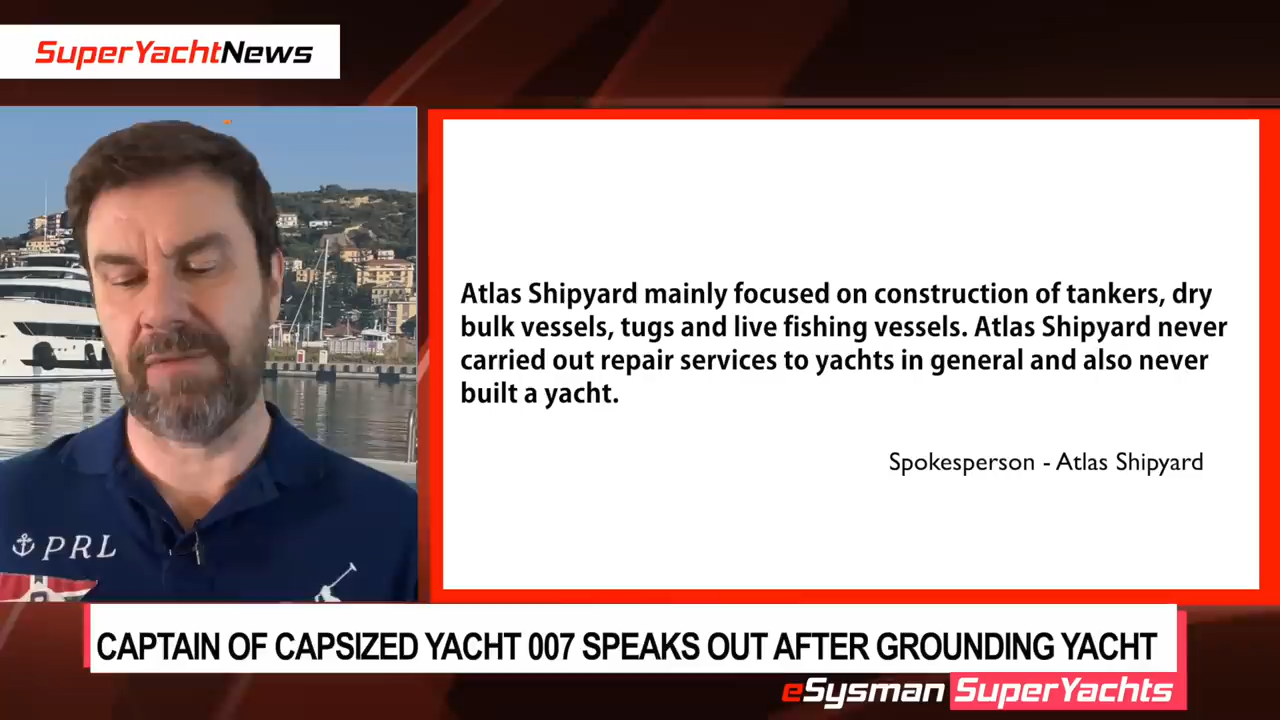 SuperYachtNews
Atlas Shipyard mainly focused on construction of tankers, dry
bulk vessels, tugs and live fishing vessels. Atlas Shipyard never
carried out repair services to yachts in general and also never
built a yacht.
Spokesperson - Atlas Shipyard
PRL
CAPTAIN OF CAPSIZED YACHT 007 SPEAKS OUT AFTER GROUNDING YACHT
eSysman SuperYachts